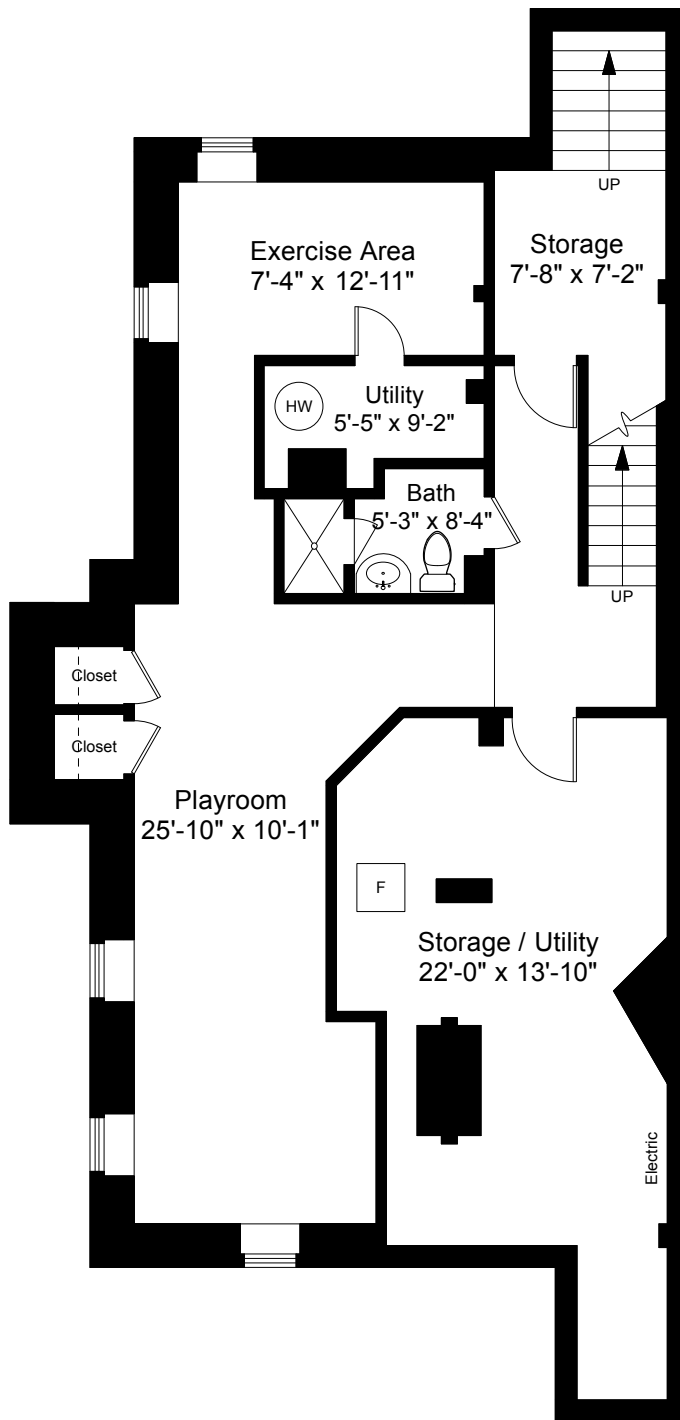 UP
Storage
7'-8" x 7'-2"
Exercise Area
7'-4" x 12'-11"
Utility
5'-5" x 9'-2"
HW
Bath
5'-3" x 8'-4"
UP
Closet
Closet
Playroom
25'-10" x 10'-1"
F
Storage / Utility
22'-0" x 13'-10"
Electric